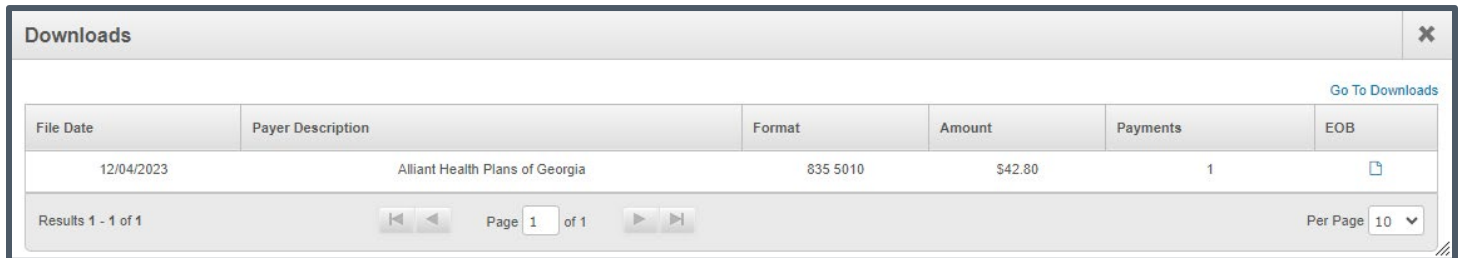 Downloads
Go To Downloads
File Date Payer Description Format Amount Payments EOB
12/04/2023 Alliant Health Plans of Georgia 835 5010 $42.80 1
Results 1 - 1 of 1 Page 1 of 1 Per Page 10